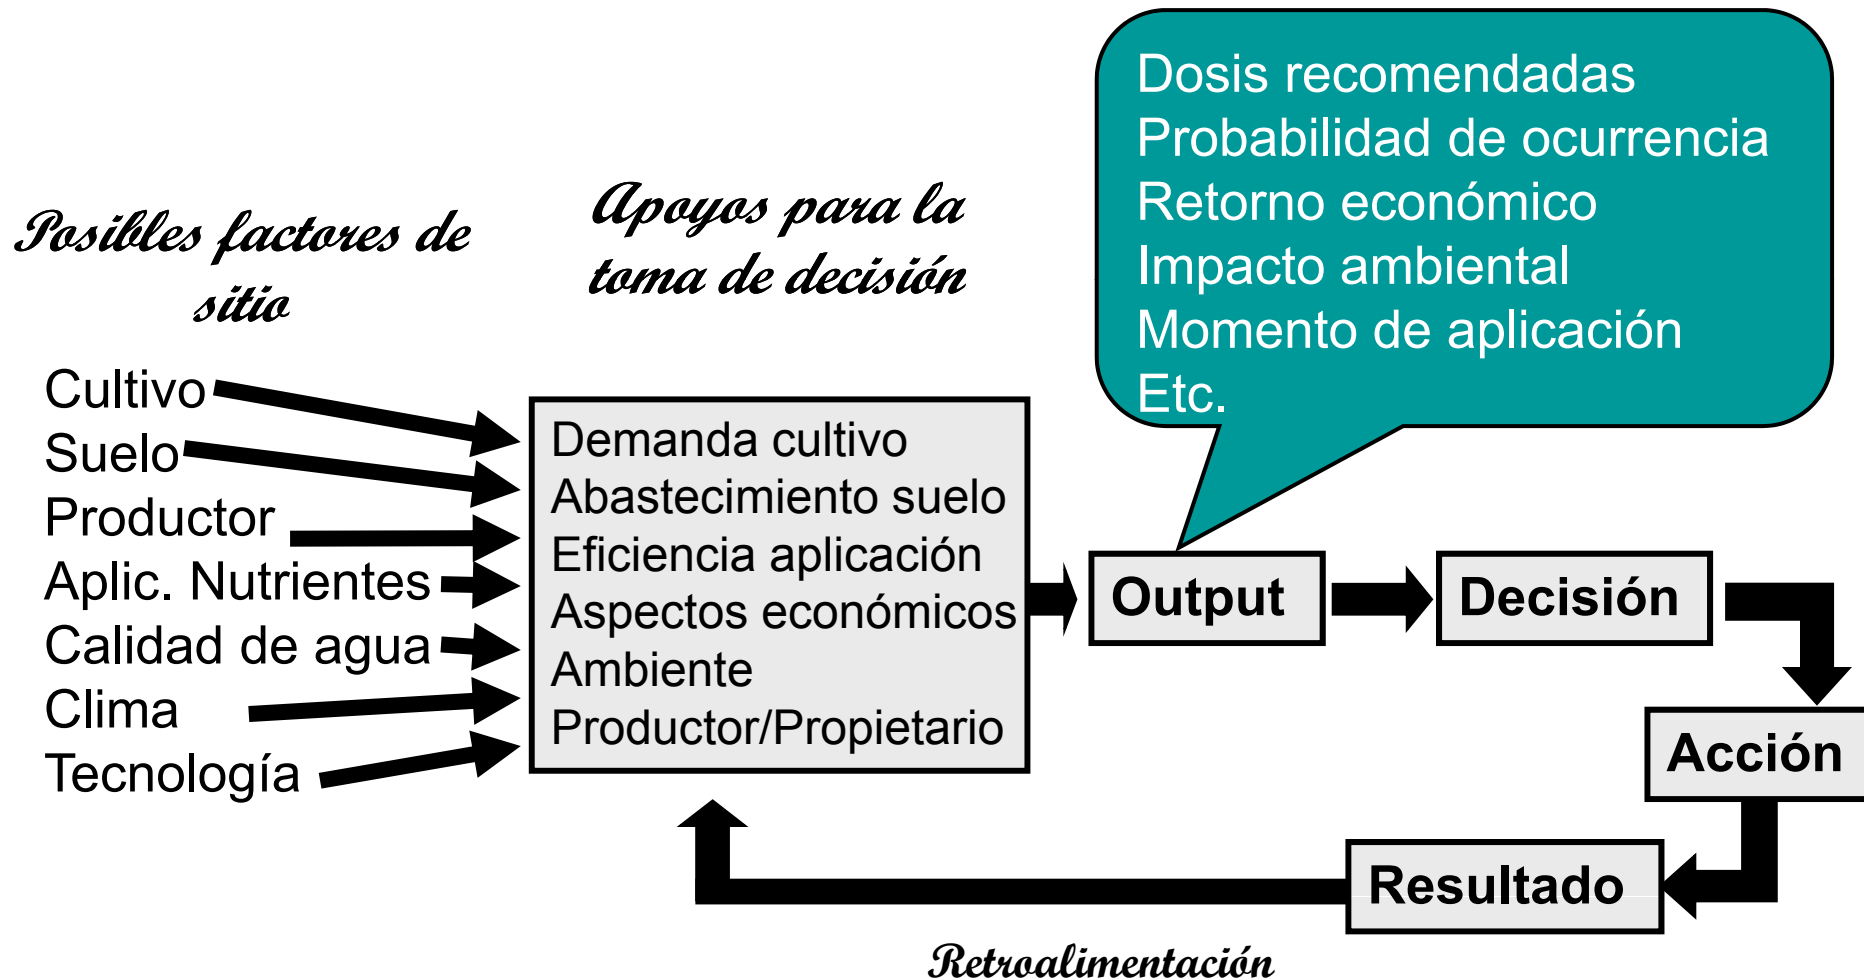 Dosis recomendadas
Probabilidad de ocurrencia
Retorno económico
Impacto ambiental
Momento de aplicación
Etc.
Posibles factores de
sitio
Apoyos para la
toma de decisión
Cultivo
Suelo
Productor
Aplic. Nutrientes
Calidad de agua
Clima
Tecnología
Demanda cultivo
Abastecimiento suelo
Eficiencia aplicación
Aspectos económicos
Ambiente
Productor/Propietario
Output
Decisión
Acción
Resultado
Retroalimentación